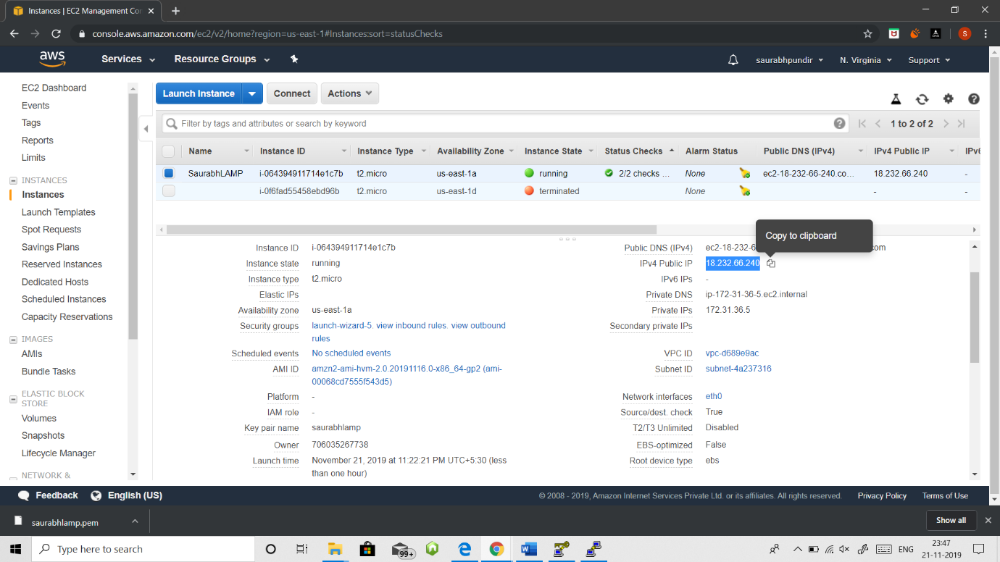 Instances | EC2 Management Con
console.aws.amazon.com/ec2/v2/home?region=us-east-1#Instances:sort=statusChecks
S
aws
Services
Resource Groups
saurabhpundir
N. Virginia
Support
EC2 Dashboard
Events
Tags
Reports
Limits
INSTANCES
Instances
Launch Templates
Spot Requests
Savings Plans
Reserved Instances
Dedicated Hosts
Scheduled Instances
Capacity Reservations
IMAGES
AMIs
Bundle Tasks
ELASTIC BLOCK
STORE
Volumes
Snapshots
Lifecycle Manager
NETWORK &
Launch Instance
Connect
Actions
Filter by tags and attributes or search by keyword
1 to 2 of 2
Name Instance ID Instance Type Availability Zone Instance State Status Checks Alarm Status Public DNS (IPv4) IPv4 Public IP IPv6
SaurabhLAMP i-064394911714e1c7b t2.micro us-east-1a running 2/2 checks ... None ec2-18-232-66-240.co... 18.232.66.240 -
i-0f6fad55458ebd96b t2.micro us-east-1d terminated None - -
Copy to clipboard
Instance ID i-064394911714e1c7b
Instance state running
Instance type t2.micro
Elastic IPs
Availability zone us-east-1a
Security groups launch-wizard-5. view inbound rules. view outbound
rules
Scheduled events No scheduled events
AMI ID amzn2-ami-hvm-2.0.20191116.0-x86_64-gp2 (ami-
00068cd7555f543d5)
Platform -
IAM role -
Key pair name saurabhlamp
Owner 706035267738
Launch time November 21, 2019 at 11:22:21 PM UTC+5:30 (less
than one hour)
Public DNS (IPv4) ec2-18-232-6 .com
IPv4 Public IP 18.232.66.240
IPv6 IPs -
Private DNS ip-172-31-36-5.ec2.internal
Private IPs 172.31.36.5
Secondary private IPs
VPC ID vpc-d689e9ac
Subnet ID subnet-4a237316
Network interfaces eth0
Source/dest. check True
T2/T3 Unlimited Disabled
EBS-optimized False
Root device type ebs
Feedback
English (US)
© 2008 - 2019, Amazon Internet Services Private Ltd. or its affiliates. All rights reserved.
Privacy Policy
Terms of Use
saurabhlamp.pem
Show all
Type here to search
99+
ENG
23:47
21-11-2019